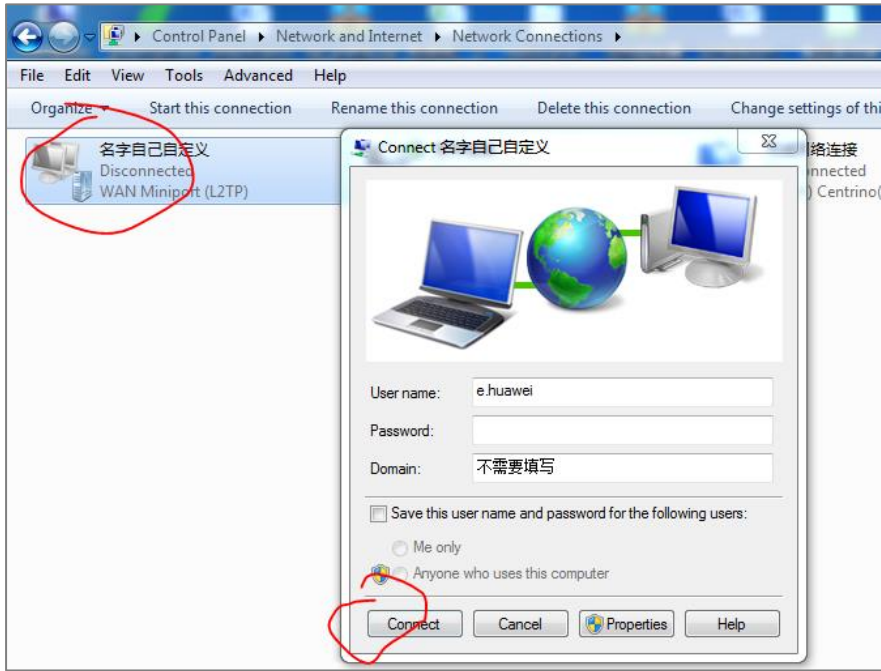 Control Panel ▸ Network and Internet ▸ Network Connections ▸
File Edit View Tools Advanced Help
Organize Start this connection Rename this connection Delete this connection Change settings of thi
名字自己自定义
Disconnected
WAN Miniport (L2TP)
络连接
nnected
) Centrino(
Connect 名字自己自定义
User name: e.huawei
Password:
Domain: 不需要填写
Save this user name and password for the following users:
Me only
Anyone who uses this computer
Connect Cancel Properties Help